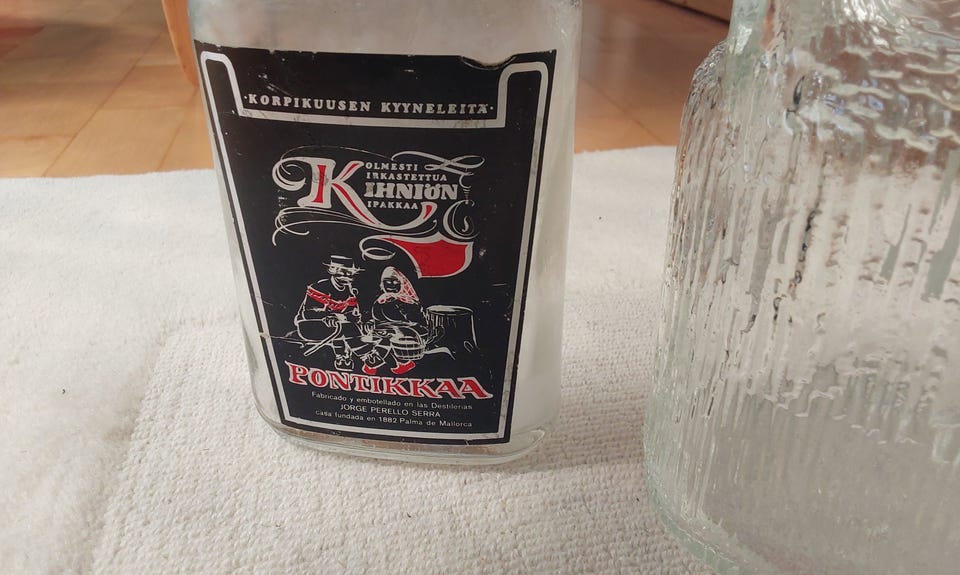 ·KORPIKUUSEN KYYNELEITÄ·
KOLMESTI
KIRKASTETTUA
KIHNIÖN
KIPAKKAA
PONTIKKAA
Fabricado y embotellado en las Destilerias
JORGE PERELLO SERRA
casa fundada en 1882 Palma de Mallorca